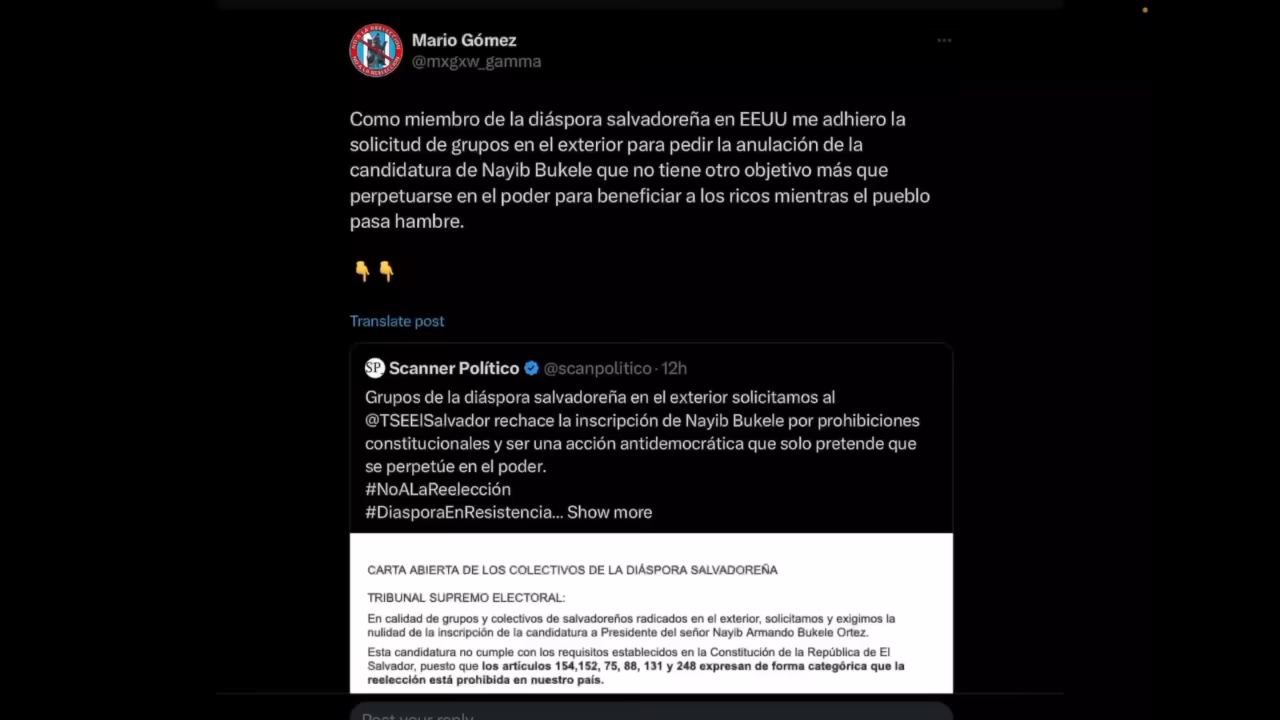 Mario Gómez
@mxgxw_gamma
Como miembro de la diáspora salvadoreña en EEUU me adhiero la
solicitud de grupos en el exterior para pedir la anulación de la
candidatura de Nayib Bukele que no tiene otro objetivo más que
perpetuarse en el poder para beneficiar a los ricos mientras el pueblo
pasa hambre.
👇👇
Translate post
SP Scanner Político @scanpolitico · 12h
Grupos de la diáspora salvadoreña en el exterior solicitamos al
@TSEElSalvador rechace la inscripción de Nayib Bukele por prohibiciones
constitucionales y ser una acción antidemocrática que solo pretende que
se perpetúe en el poder.
#NoALaReelección
#DiasporaEnResistencia... Show more
CARTA ABIERTA DE LOS COLECTIVOS DE LA DIÁSPORA SALVADOREÑA
TRIBUNAL SUPREMO ELECTORAL:
En calidad de grupos y colectivos de salvadoreños radicados en el exterior, solicitamos y exigimos la
nulidad de la inscripción de la candidatura a Presidente del señor Nayib Armando Bukele Ortez.
Esta candidatura no cumple con los requisitos establecidos en la Constitución de la República de El
Salvador, puesto que los artículos 154,152, 75, 88, 131 y 248 expresan de forma categórica que la
reelección está prohibida en nuestro país.
Post your reply